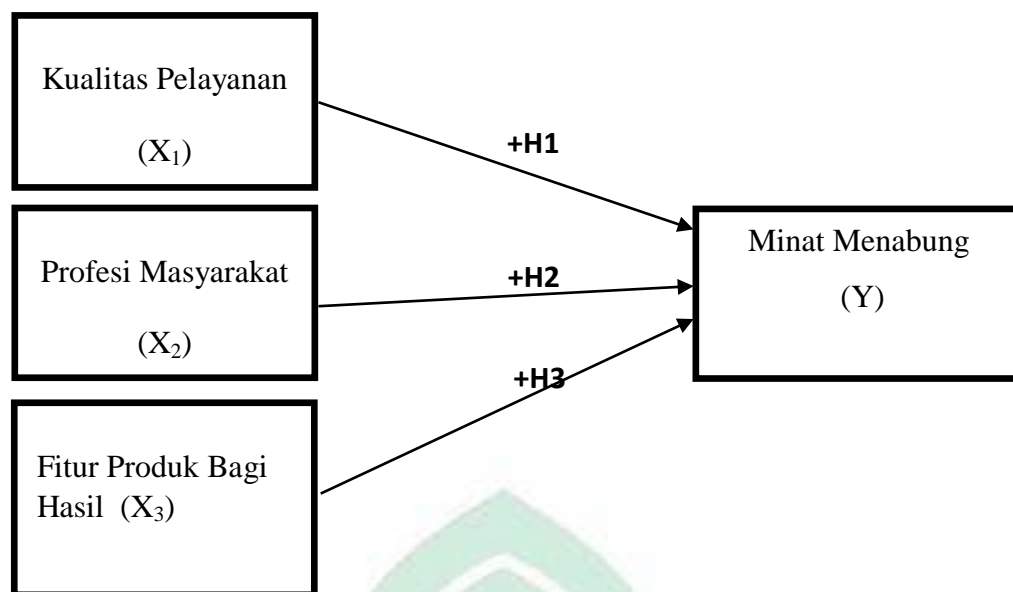 Kualitas Pelayanan
(X₁)
+H1
Profesi Masyarakat
(X₂)
+H2
Minat Menabung
(Y)
+H3
Fitur Produk Bagi
Hasil (X₃)